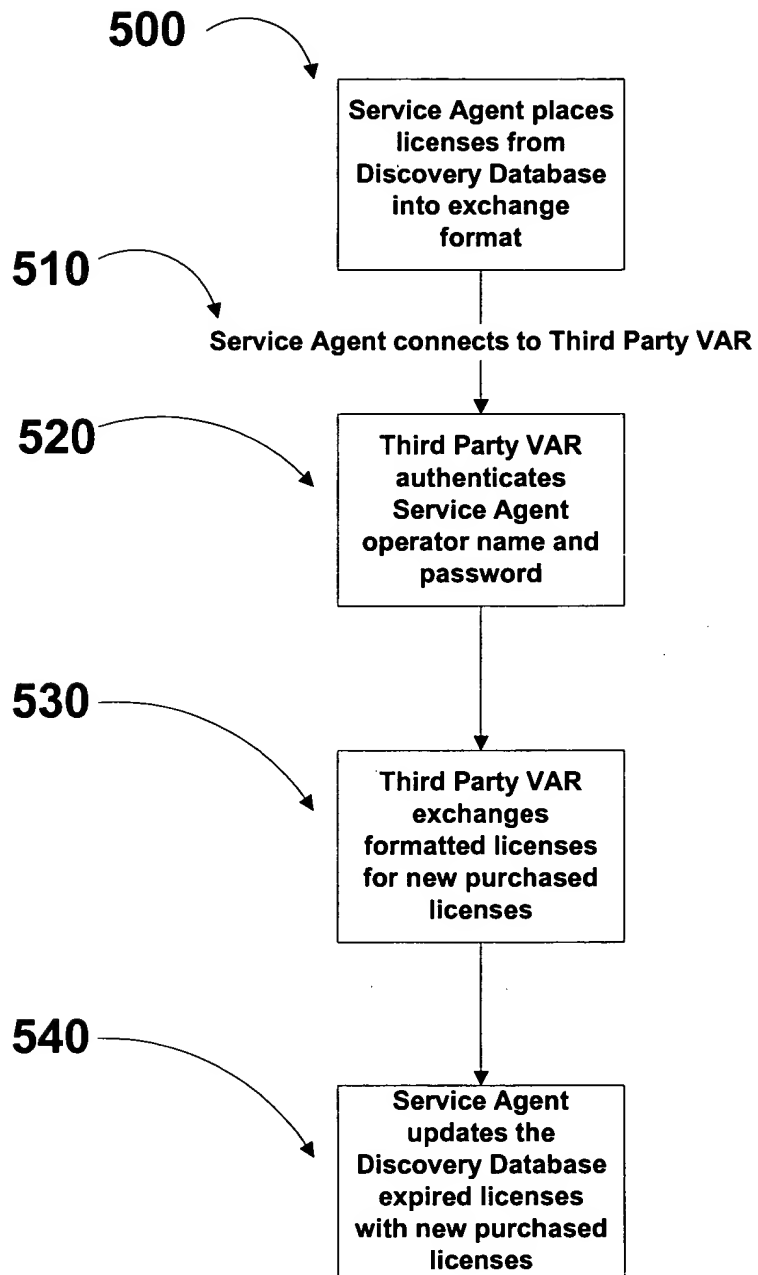 500
Service Agent places
licenses from
Discovery Database
into exchange
format
510
Service Agent connects to Third Party VAR
520
Third Party VAR
authenticates
Service Agent
operator name and
password
530
Third Party VAR
exchanges
formatted licenses
for new purchased
licenses
540
Service Agent
updates the
Discovery Database
expired licenses
with new purchased
licenses